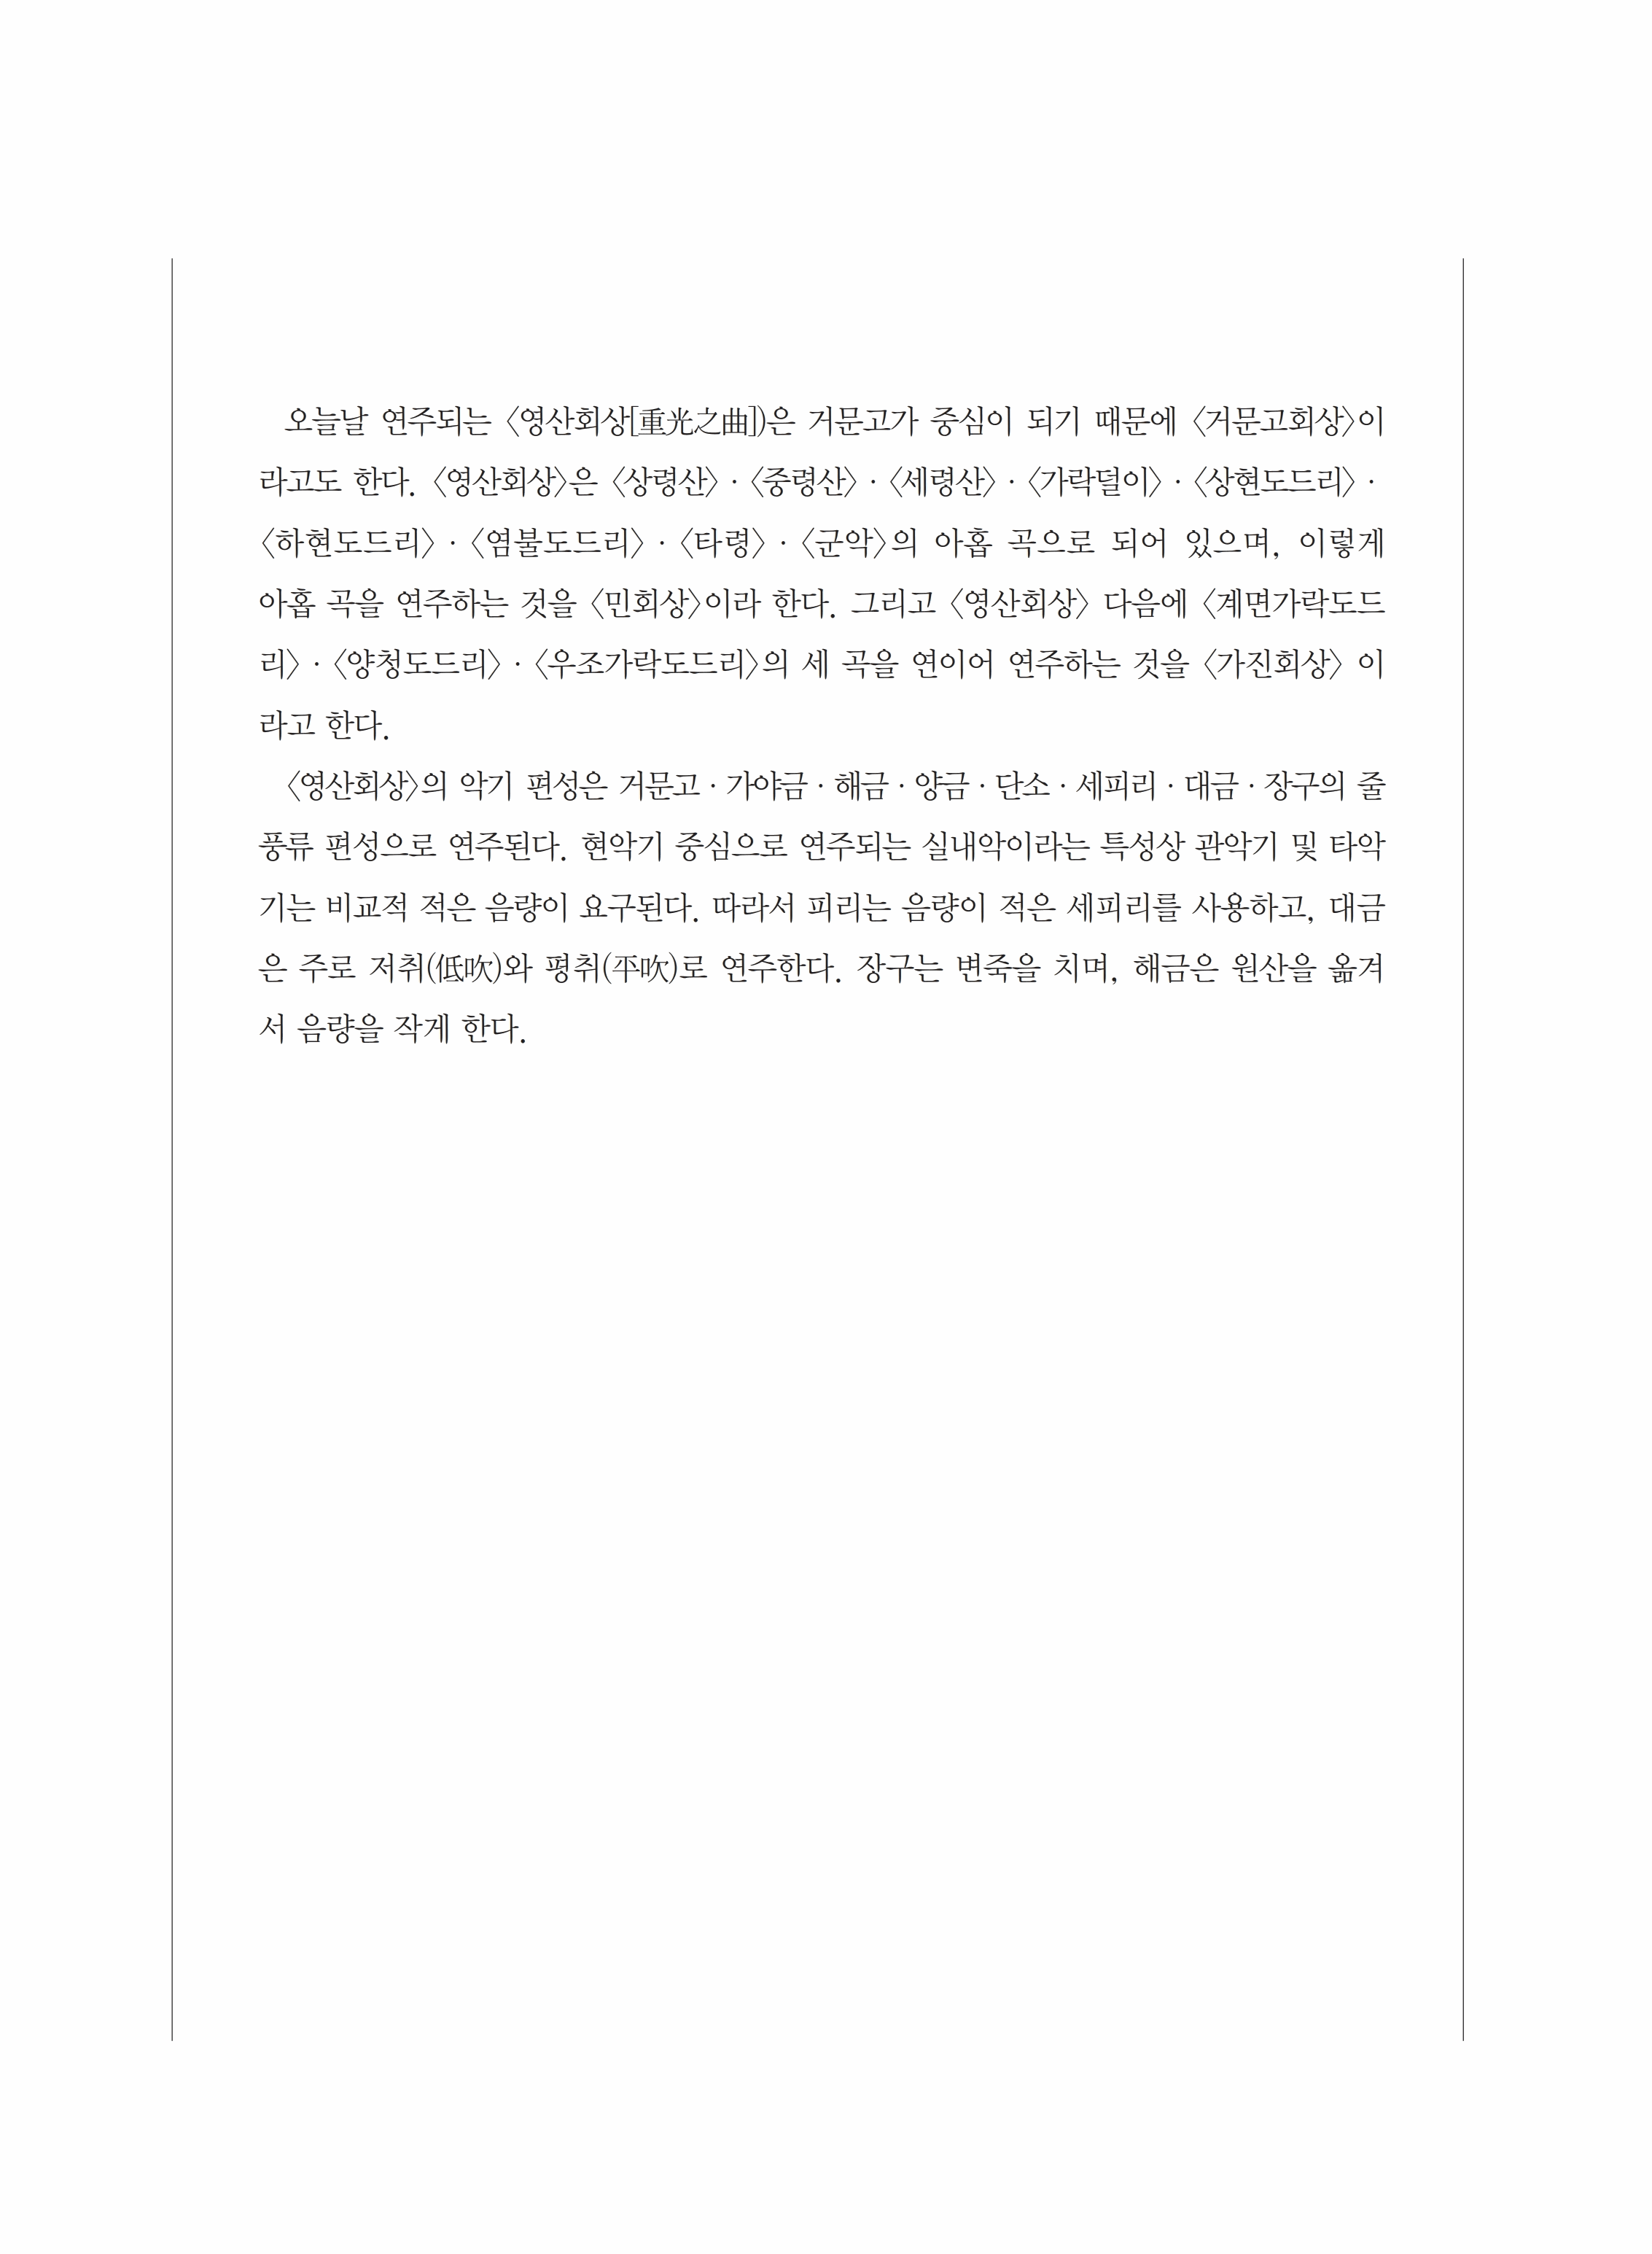 오늘날 연주되는 〈영산회상[重光之曲])은 거문고가 중심이 되기 때문에 〈거문고회상〉이
라고도 한다. 〈영산회상〉은 〈상령산〉·〈중령산〉·〈세령산〉·〈가락덜이〉·〈상현도드리〉·
〈하현도드리〉·〈염불도드리〉·〈타령〉·〈군악〉의 아홉 곡으로 되어 있으며, 이렇게
아홉 곡을 연주하는 것을 〈민회상〉이라 한다. 그리고 〈영산회상〉 다음에 〈계면가락도드
리〉·〈양청도드리〉·〈우조가락도드리〉의 세 곡을 연이어 연주하는 것을 〈가진회상〉 이
라고 한다.
〈영산회상〉의 악기 편성은 거문고·가야금·해금·양금·단소·세피리·대금·장구의 줄
풍류 편성으로 연주된다. 현악기 중심으로 연주되는 실내악이라는 특성상 관악기 및 타악
기는 비교적 적은 음량이 요구된다. 따라서 피리는 음량이 적은 세피리를 사용하고, 대금
은 주로 저취(低吹)와 평취(平吹)로 연주한다. 장구는 변죽을 치며, 해금은 원산을 옮겨
서 음량을 작게 한다.